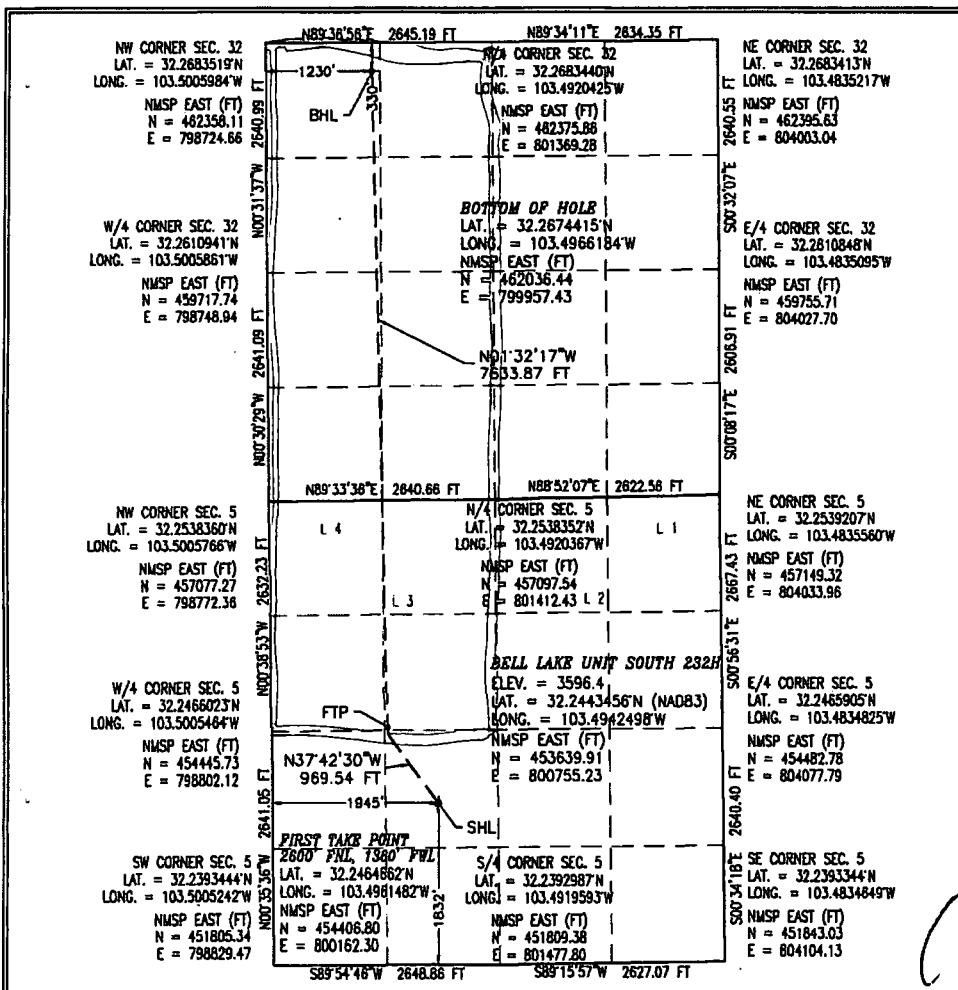 N89°36'58"E 2645.19 FT N89°34'11"E 2634.35 FT
NW CORNER SEC. 32
LAT. = 32.2683519°N
LONG. = 103.5005984°W
NMSP EAST (FT)
N = 462358.11
E = 798724.66
N/4 CORNER SEC. 32
LAT. = 32.2683440°N
LONG. = 103.4920425°W
NMSP EAST (FT)
N = 462375.86
E = 801369.28
NE CORNER SEC. 32
LAT. = 32.2683413°N
LONG. = 103.4835217°W
NMSP EAST (FT)
N = 462395.63
E = 804003.04
1230'
330'
BHL
N00°31'37"W 2640.99 FT
S00°32'07"E 2640.55 FT
W/4 CORNER SEC. 32
LAT. = 32.2610941°N
LONG. = 103.5005861°W
NMSP EAST (FT)
N = 459717.74
E = 798748.94
BOTTOM OF HOLE
LAT. = 32.2674415°N
LONG. = 103.4966184°W
NMSP EAST (FT)
N = 462036.44
E = 799957.43
E/4 CORNER SEC. 32
LAT. = 32.2610848°N
LONG. = 103.4835095°W
NMSP EAST (FT)
N = 459755.71
E = 804027.70
N01°32'17"W
7633.87 FT
N00°30'29"W 2641.09 FT
S00°08'17"E 2606.91 FT
N89°33'36"E 2640.66 FT N88°52'07"E 2622.56 FT
NW CORNER SEC. 5
LAT. = 32.2538360°N
LONG. = 103.5005766°W
NMSP EAST (FT)
N = 457077.27
E = 798772.36
L 4
N/4 CORNER SEC. 5
LAT. = 32.2538352°N
LONG. = 103.4920367°W
NMSP EAST (FT)
N = 457097.54
E = 801412.43
L 1
L 3
L 2
NE CORNER SEC. 5
LAT. = 32.2539207°N
LONG. = 103.4835560°W
NMSP EAST (FT)
N = 457149.32
E = 804033.96
N00°38'53"W 2632.23 FT
S00°56'31"E 2667.43 FT
W/4 CORNER SEC. 5
LAT. = 32.2466023°N
LONG. = 103.5005464°W
NMSP EAST (FT)
N = 454445.73
E = 798802.12
FTP
BELL LAKE UNIT SOUTH 232H
ELEV. = 3596.4
LAT. = 32.2443456°N (NAD83)
LONG. = 103.4942498°W
NMSP EAST (FT)
N = 453639.91
E = 800755.23
E/4 CORNER SEC. 5
LAT. = 32.2465905°N
LONG. = 103.4834825°W
NMSP EAST (FT)
N = 454482.78
E = 804077.79
N37°42'30"W
969.54 FT
1945'
SHL
1832'
N00°35'36"W 2641.05 FT
S00°34'18"E 2640.40 FT
SW CORNER SEC. 5
LAT. = 32.2393444°N
LONG. = 103.5005242°W
NMSP EAST (FT)
N = 451805.34
E = 798829.47
FIRST TAKE POINT
2600' FNL, 1380' FWL
LAT. = 32.2464862°N
LONG. = 103.4961482°W
NMSP EAST (FT)
N = 454406.80
E = 800162.30
S/4 CORNER SEC. 5
LAT. = 32.2392987°N
LONG. = 103.4919593°W
NMSP EAST (FT)
N = 451809.38
E = 801477.80
SE CORNER SEC. 5
LAT. = 32.2393344°N
LONG. = 103.4834849°W
NMSP EAST (FT)
N = 451843.03
E = 804104.13
S89°54'46"W 2648.86 FT S89°15'57"W 2627.07 FT